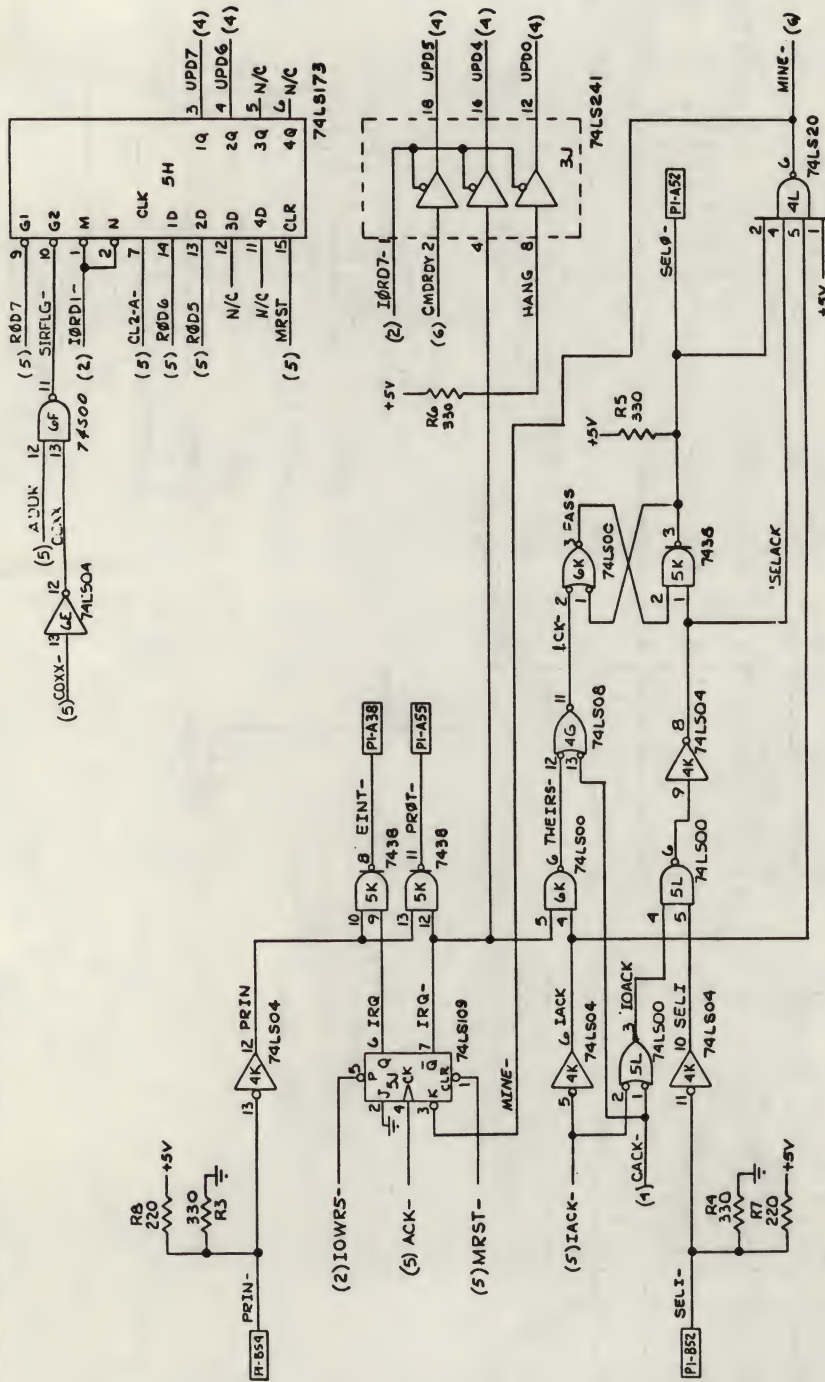 (5) CØXX-
13
6E
12
74LS04
(5)
12
13
6F
11
74S00
SIRFLG-
(5) RØD7
9
G1
10
G2
(2) IØRD1-
1
M
2
N
(5) CL2-A-
7
CLK
5H
(5) RØD6
14
1D
(5) RØD5
13
2D
N/C
12
3D
N/C
11
4D
(5) MRST
15
CLR
1Q
3
UPD7 (4)
2Q
4
UPD6 (4)
3Q
5
N/C
4Q
6
N/C
74LS173
(2) IØRD7-
1
(6) CMDRDY
2
18
UPD5 (4)
4
16
UPD4 (4)
HANG
8
12
UPD0 (4)
3J
74LS241
+5V
R6
330
R8
220
+5V
330
R3
PRIN-
P1-B54
13
4K
12
PRIN
74LS04
10
9
5K
8
EINT-
P1-A38
7438
13
12
5K
11
PRØT-
P1-A55
7438
(2) IOWR5-
(5) ACK-
(5) MRST-
5
P
2
J
Q
6
IRQ
5J
4
CK
3
K
Q
7
IRQ-
CLR
1
74LS109
MINE-
5
4
6K
6
THEIRS-
74LS00
12
13
4G
11
74LS08
2
1
6K
3
74LS00
+5V
R5
330
SELØ-
P1-A52
2
1
5K
3
7438
(5) IACK-
5
4K
6
IACK
74LS04
CACK-
2
1
5L
3
IOACK
74LS00
4
5
5L
6
74LS00
9
4K
8
74LS04
SELACK
SELI-
P1-B52
11
4K
10
SELI
74LS04
R4
330
R7
220
+5V
2
4
5
1
+5V
4L
6
74LS20
MINE-
(6)